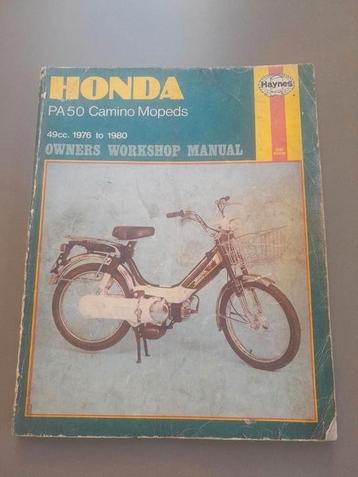 HONDA
Haynes
PA50 Camino Mopeds
49cc. 1976 to 1980
OWNERS WORKSHOP MANUAL